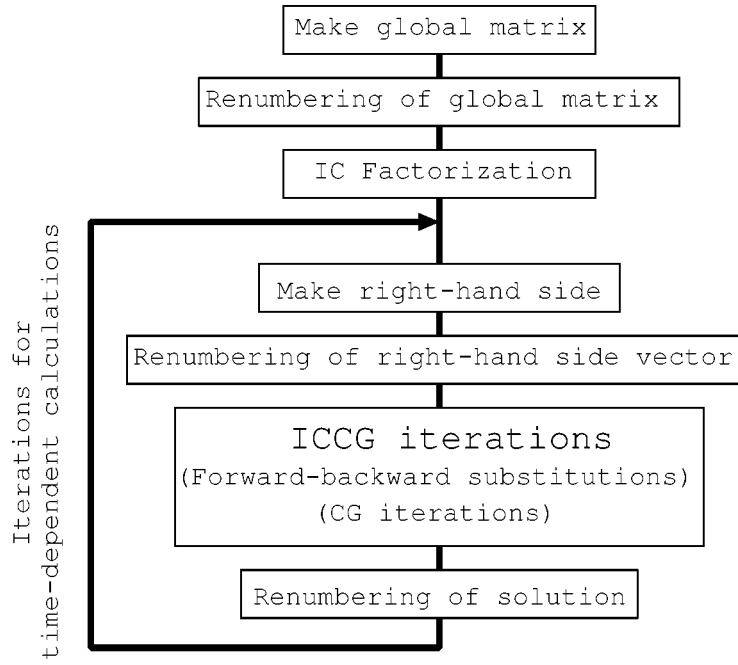 Make global matrix
Renumbering of global matrix
IC Factorization
Make right-hand side
Renumbering of right-hand side vector
ICCG iterations
(Forward-backward substitutions)
(CG iterations)
Renumbering of solution
Iterations for
time-dependent calculations